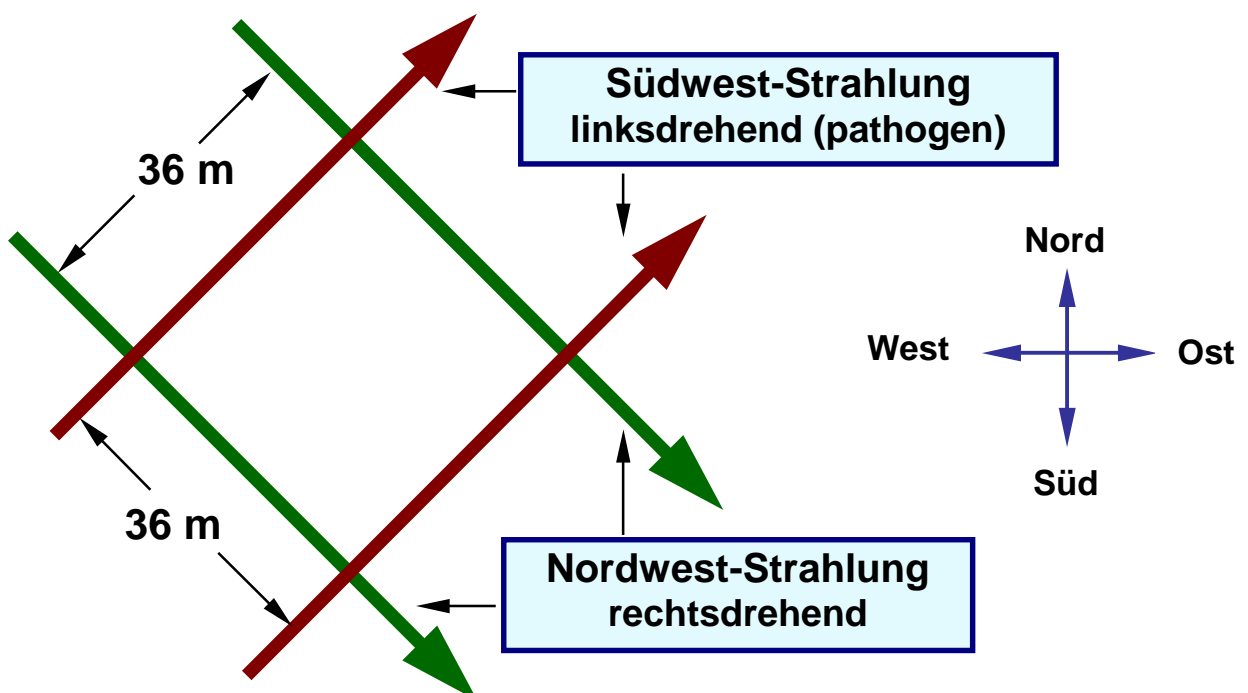 Südwest-Strahlung
linksdrehend (pathogen)
36 m
Nord
West
Ost
Süd
36 m
Nordwest-Strahlung
rechtsdrehend